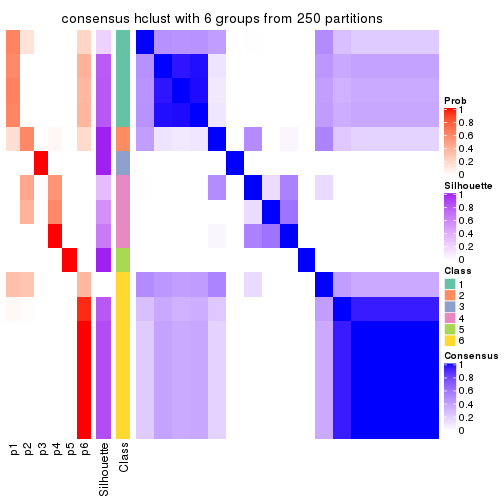 consensus hclust with 6 groups from 250 partitions
Prob
1
0.8
0.6
0.4
0.2
0
Silhouette
1
0.8
0.6
0.4
0.2
0
Class
1
2
3
4
5
6
Consensus
1
0.8
0.6
0.4
0.2
0
p1
p2
p3
p4
p5
p6
Silhouette
Class